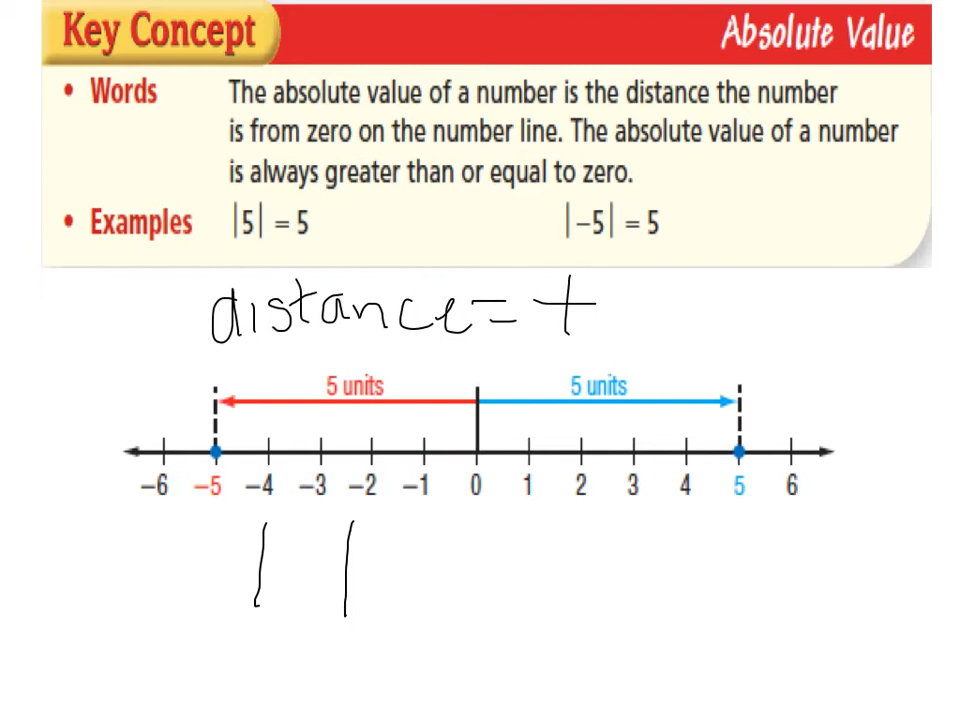 Key Concept Absolute Value
• Words The absolute value of a number is the distance the number
is from zero on the number line. The absolute value of a number
is always greater than or equal to zero.
• Examples |5| = 5 |−5| = 5
distance = +
5 units 5 units
−6 −5 −4 −3 −2 −1 0 1 2 3 4 5 6
| |